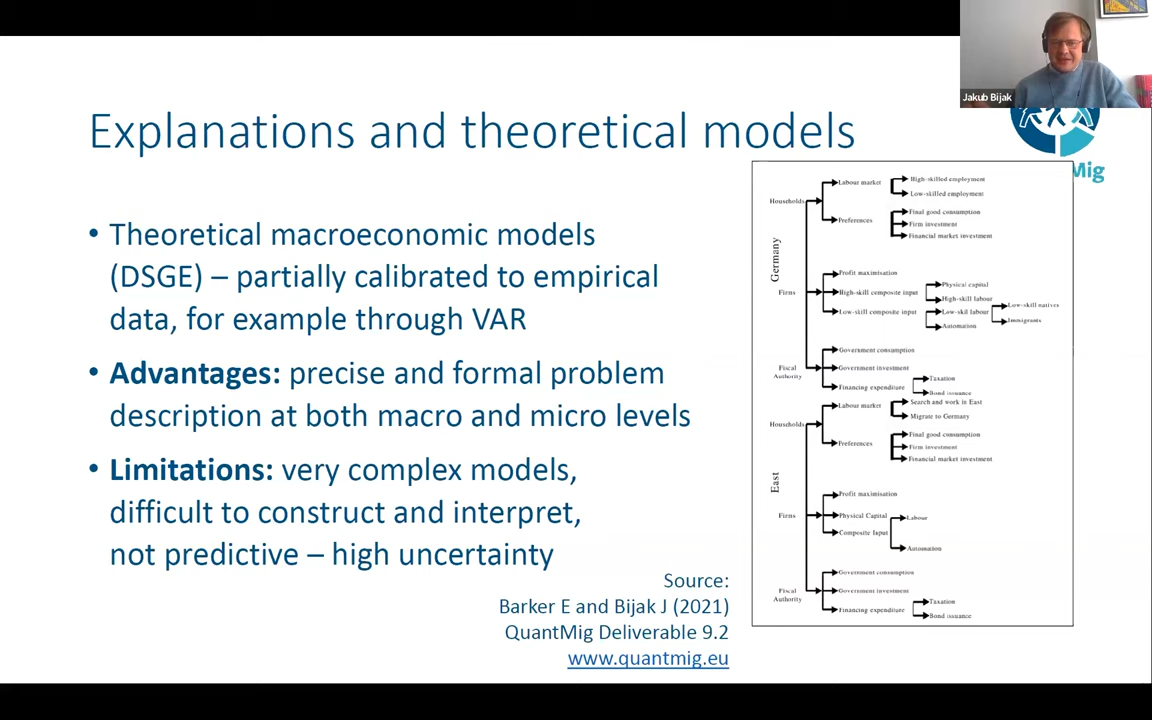 Jakub Bijak
Mig
Explanations and theoretical models
• Theoretical macroeconomic models
(DSGE) – partially calibrated to empirical
data, for example through VAR
• Advantages: precise and formal problem
description at both macro and micro levels
• Limitations: very complex models,
difficult to construct and interpret,
not predictive – high uncertainty
Source:
Barker E and Bijak J (2021)
QuantMig Deliverable 9.2
www.quantmig.eu
Germany
Households
Labour market
High-skilled employment
Low-skilled employment
Preferences
Final good consumption
Firm investment
Financial market investment
Firms
Profit maximisation
High-skill composite input
Physical capital
High-skill labour
Low-skill composite input
Low-skil labour
Low-skill natives
Immigrants
Automation
Fiscal
Authority
Government consumption
Government investment
Financing expenditure
Taxation
Bond issuance
East
Households
Labour market
Search and work in East
Migrate to Germany
Preferences
Final good consumption
Firm investment
Financial market investment
Firms
Profit maximisation
Physical Capital
Composite Input
Labour
Automation
Fiscal
Authority
Government consumption
Government investment
Financing expenditure
Taxation
Bond issuance